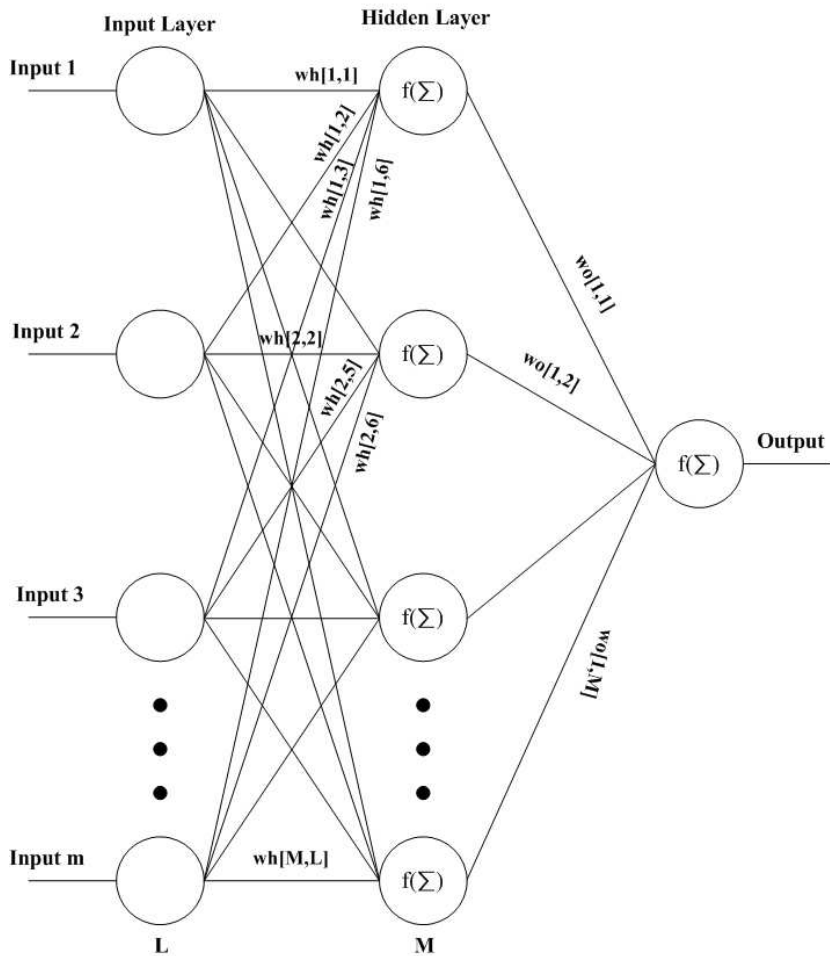 Input Layer
Hidden Layer
Input 1
wh[1,1]
f(∑)
wh[1,2]
wh[1,3]
wh[1,6]
wo[1,1]
Input 2
wh[2,2]
f(∑)
wo[1,2]
wh[2,5]
wh[2,6]
Output
f(∑)
Input 3
f(∑)
wo[1,M]
Input m
wh[M,L]
f(∑)
L
M